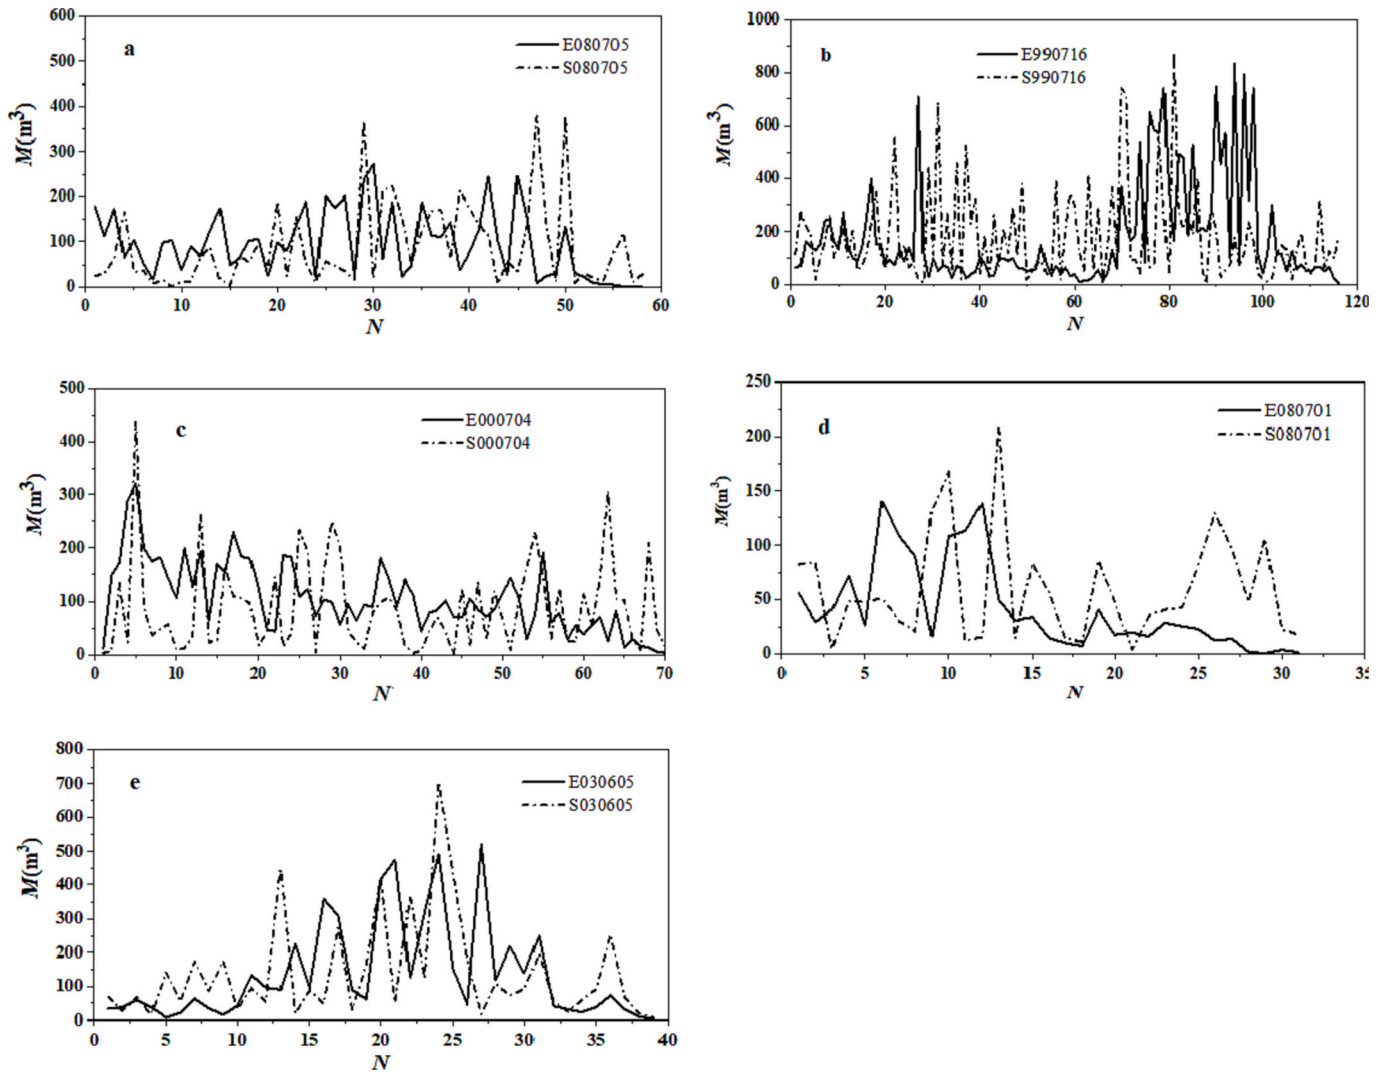 a
E080705
S080705
M(m³)
600
500
400
300
200
100
0
0 10 20 30 40 50 60
N
b
E990716
S990716
M(m³)
1000
800
600
400
200
0
0 20 40 60 80 100 120
N
c
E000704
S000704
M(m³)
500
400
300
200
100
0
0 10 20 30 40 50 60 70
N
d
E080701
S080701
M(m³)
250
200
150
100
50
0
0 5 10 15 20 25 30 35
N
e
E030605
S030605
M(m³)
800
700
600
500
400
300
200
100
0
0 5 10 15 20 25 30 35 40
N